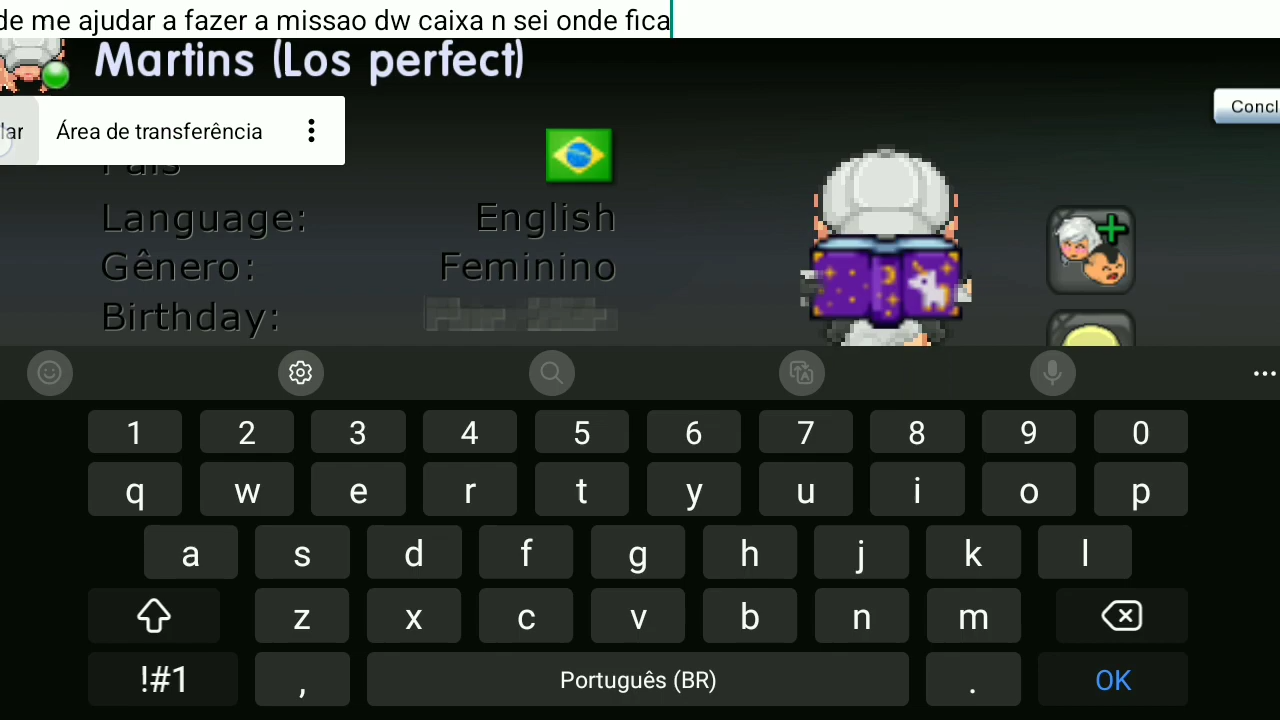 de me ajudar a fazer a missao dw caixa n sei onde fica
Martins (Los perfect)
Concl
lar Área de transferência
País
Language: English
Gênero: Feminino
Birthday:
1 2 3 4 5 6 7 8 9 0
q w e r t y u i o p
a s d f g h j k l
z x c v b n m
!#1 , Português (BR) . OK